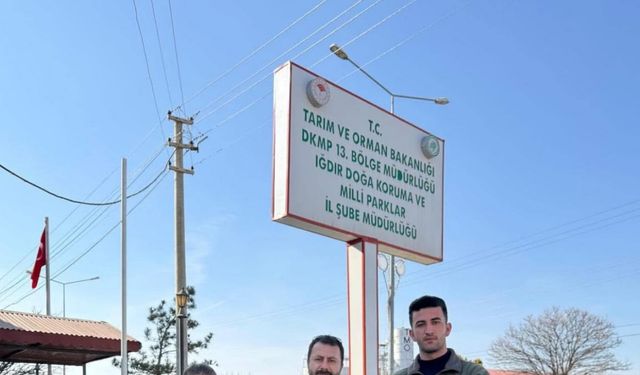 T.C.
TARIM VE ORMAN BAKANLIĞI
DKMP 13. BÖLGE MÜDÜRLÜĞÜ
IĞDIR DOĞA KORUMA VE
MİLLİ PARKLAR
İL ŞUBE MÜDÜRLÜĞÜ